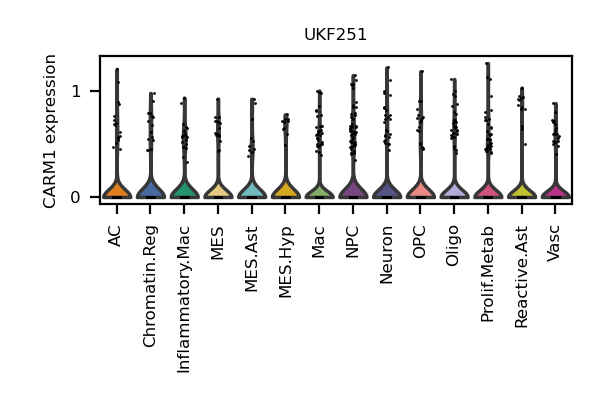 UKF251
CARM1 expression
1
0
AC
Chromatin.Reg
Inflammatory.Mac
MES
MES.Ast
MES.Hyp
Mac
NPC
Neuron
OPC
Oligo
Prolif.Metab
Reactive.Ast
Vasc